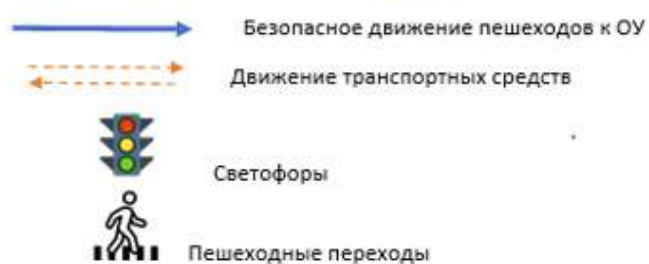 Безопасное движение пешеходов к ОУ
Движение транспортных средств
Светофоры
Пешеходные переходы